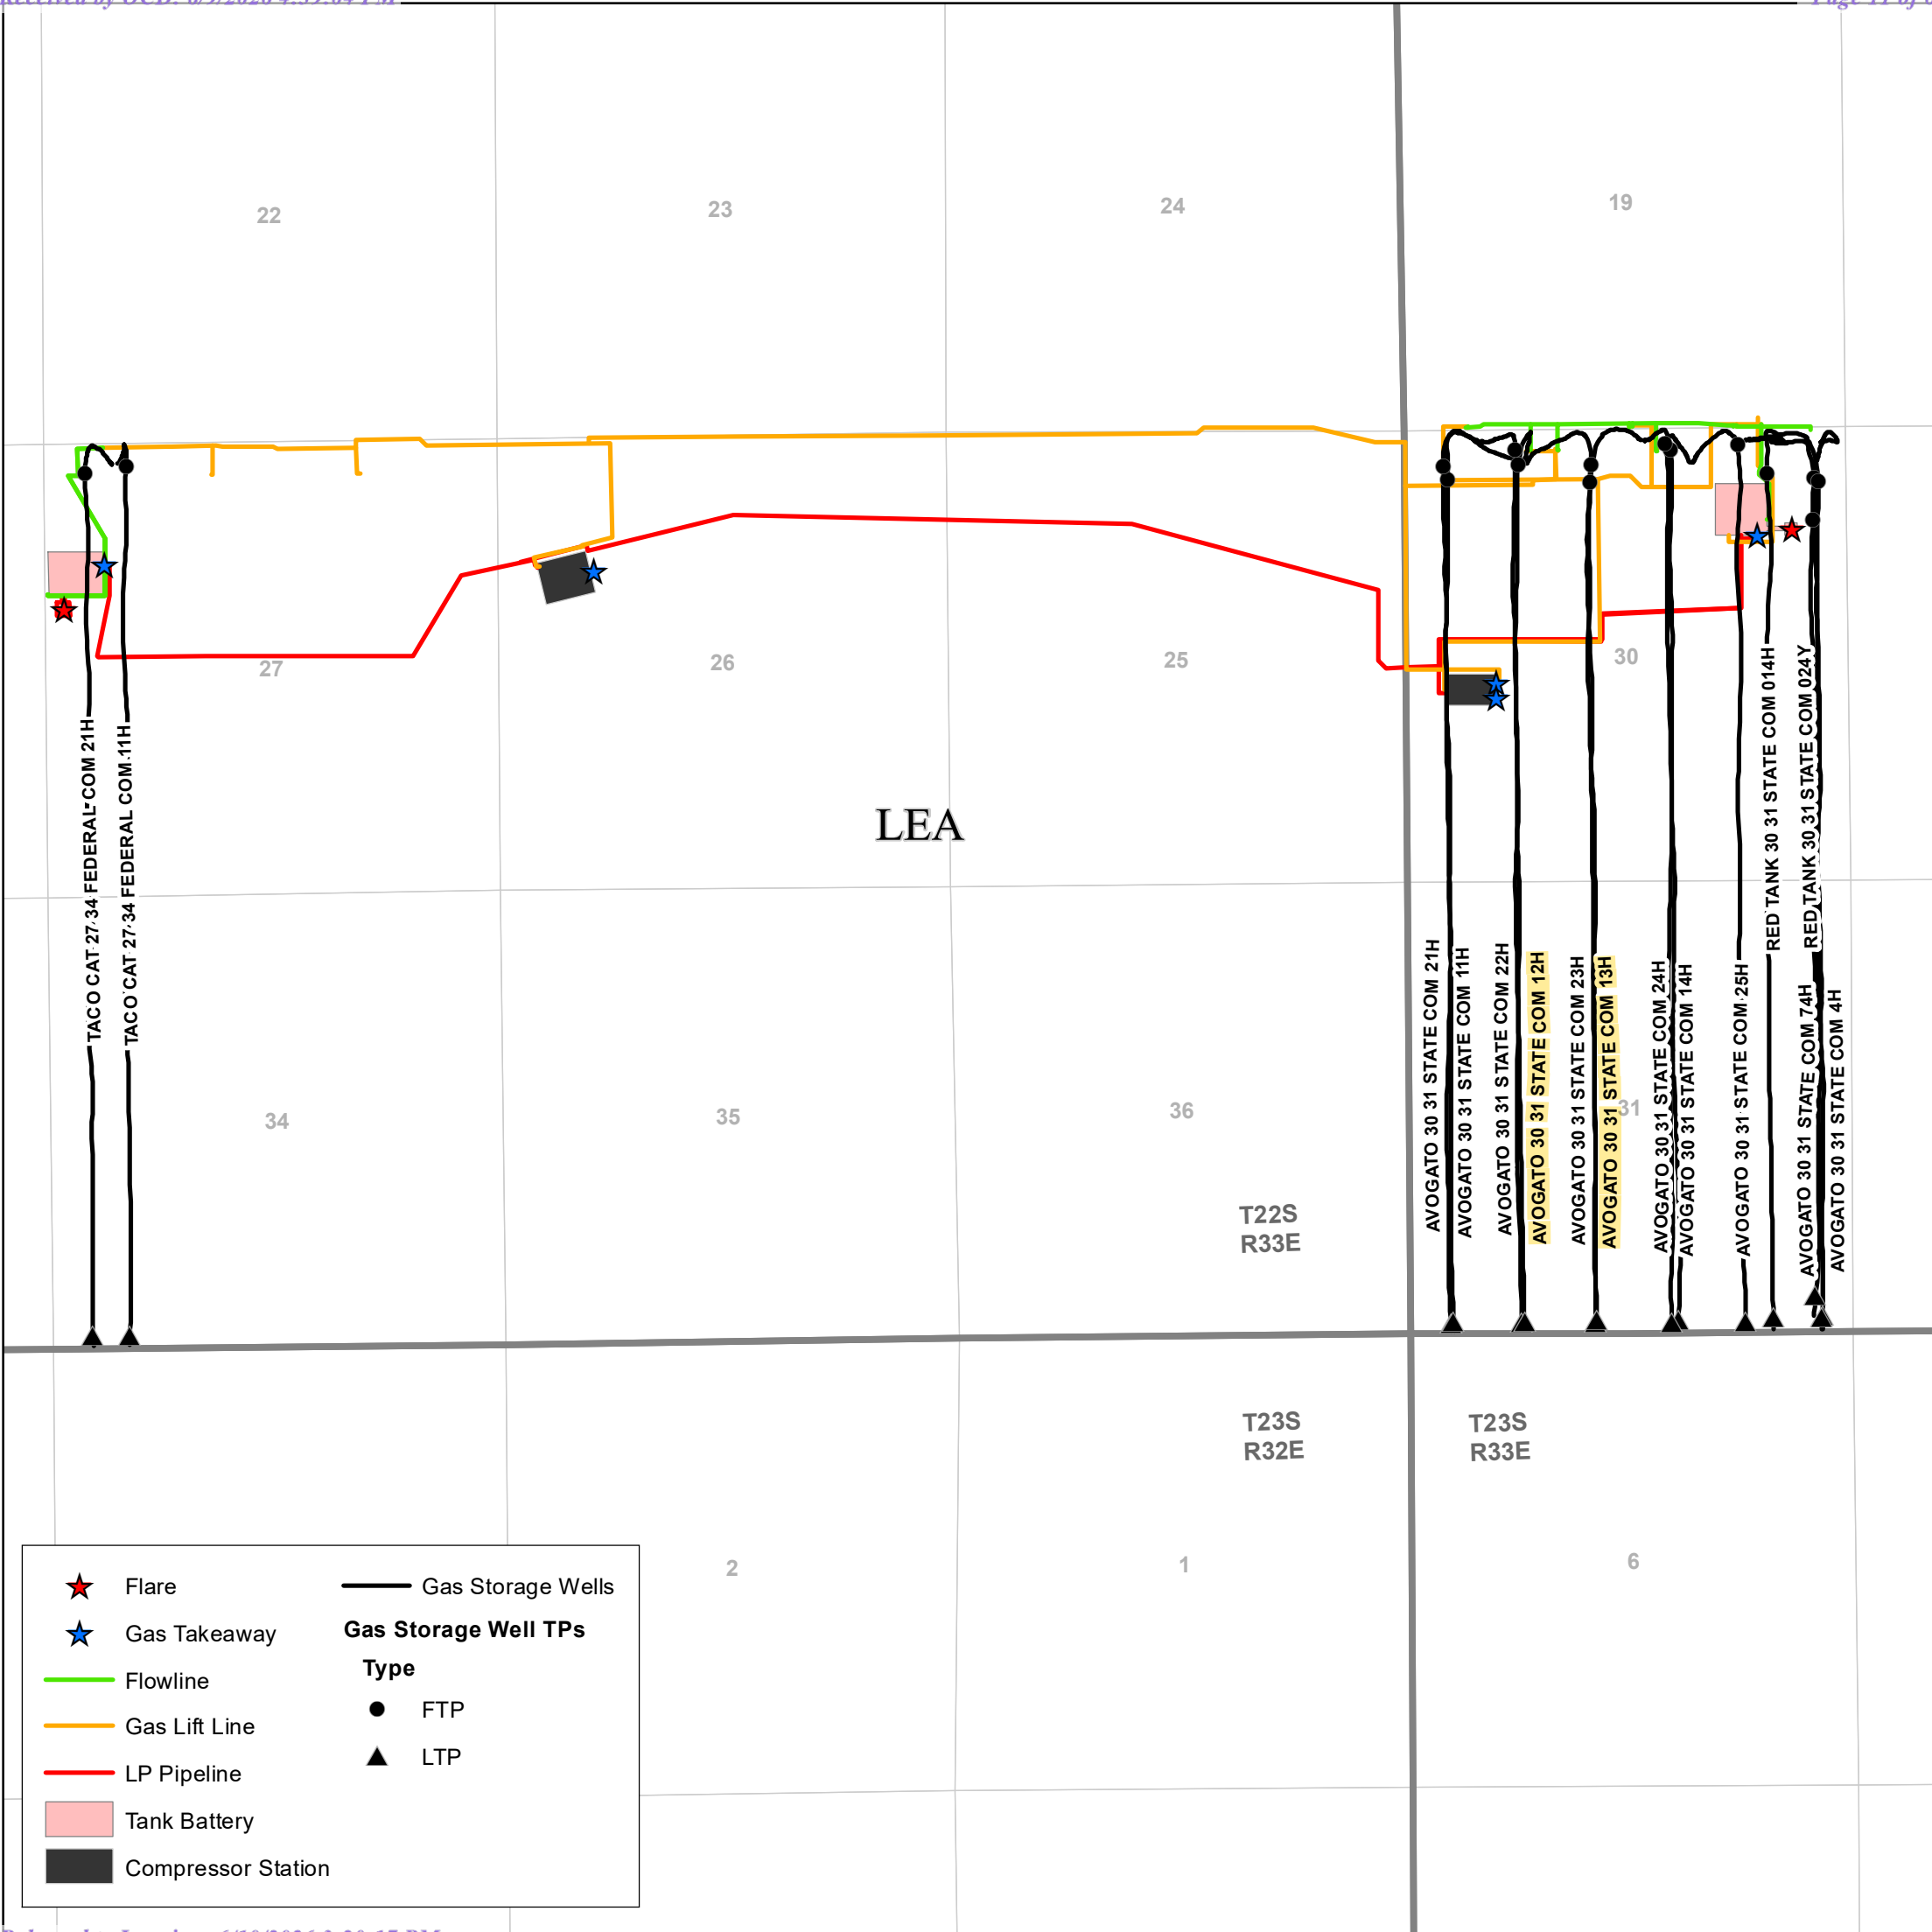 22
23
24
19
27
26
25
30
LEA
TACO CAT 27 34 FEDERAL COM 21H
TACO CAT 27 34 FEDERAL COM 11H
RED TANK 30 31 STATE COM 014H
RED TANK 30 31 STATE COM 024Y
AVOGATO 30 31 STATE COM 21H
AVOGATO 30 31 STATE COM 11H
AVOGATO 30 31 STATE COM 22H
AVOGATO 30 31 STATE COM 12H
AVOGATO 30 31 STATE COM 23H
AVOGATO 30 31 STATE COM 13H
AVOGATO 30 31 STATE COM 24H
AVOGATO 30 31 STATE COM 14H
AVOGATO 30 31 STATE COM 25H
AVOGATO 30 31 STATE COM 74H
AVOGATO 30 31 STATE COM 4H
34
35
36
31
T22S
R33E
T23S
R32E
T23S
R33E
2
1
6
Flare
Gas Takeaway
Flowline
Gas Lift Line
LP Pipeline
Tank Battery
Compressor Station
Gas Storage Wells
Gas Storage Well TPs
Type
FTP
LTP